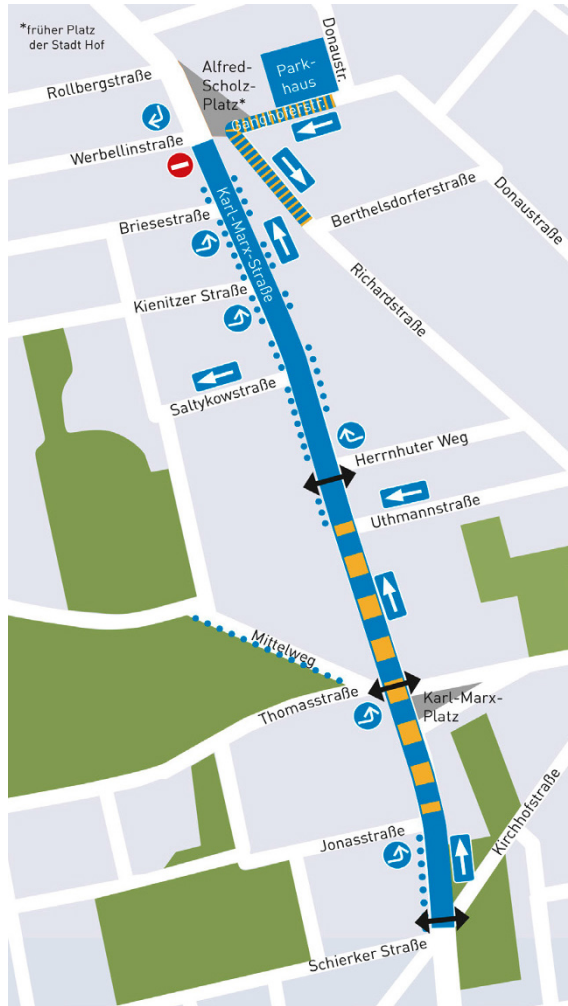 *früher Platz
der Stadt Hof
Alfred-
Scholz-
Platz*
Park-
haus
Donaustr.
Rollbergstraße
Ganghoferstr.
Werbellinstraße
Karl-Marx-Straße
Briesestraße
Berthelsdorferstraße
Donaustraße
Richardstraße
Kienitzer Straße
Saltykowstraße
Herrnhuter Weg
Uthmannstraße
Mittelweg
Thomasstraße
Karl-Marx-
Platz
Kirchhofstraße
Jonasstraße
Schierker Straße